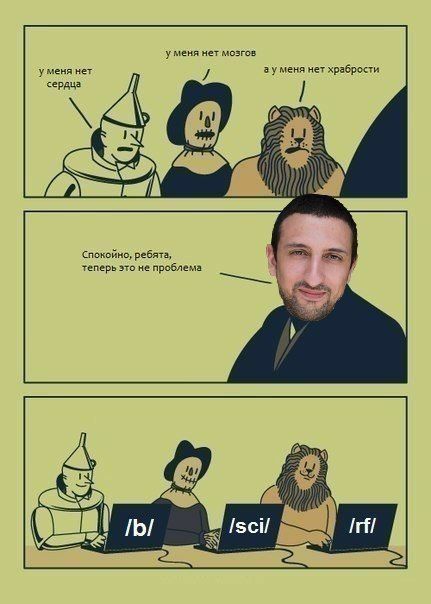 у меня нет
сердца
у меня нет мозгов
а у меня нет храбрости
Спокойно, ребята,
теперь это не проблема
/b/
/sci/
/rf/